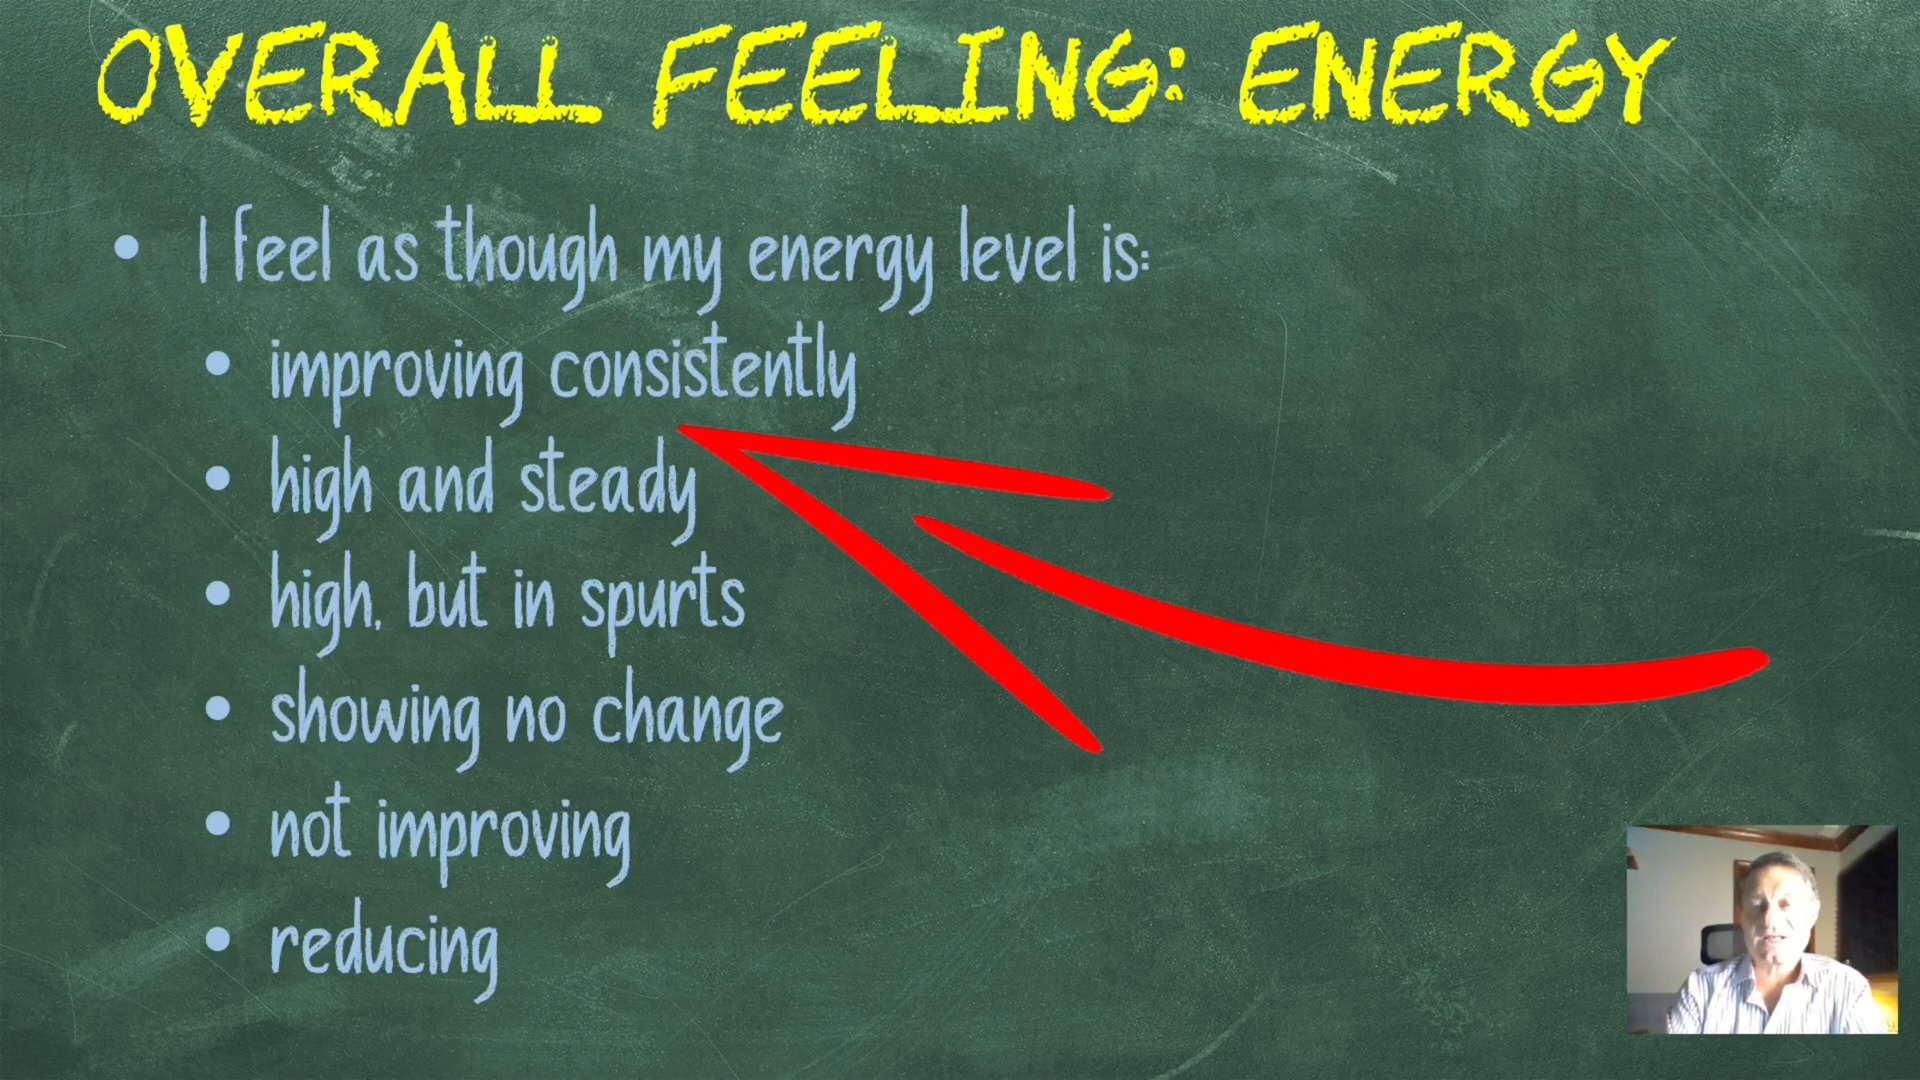 OVERALL FEELING: ENERGY
I feel as though my energy level is:
improving consistently
high and steady
high, but in spurts
showing no change
not improving
reducing